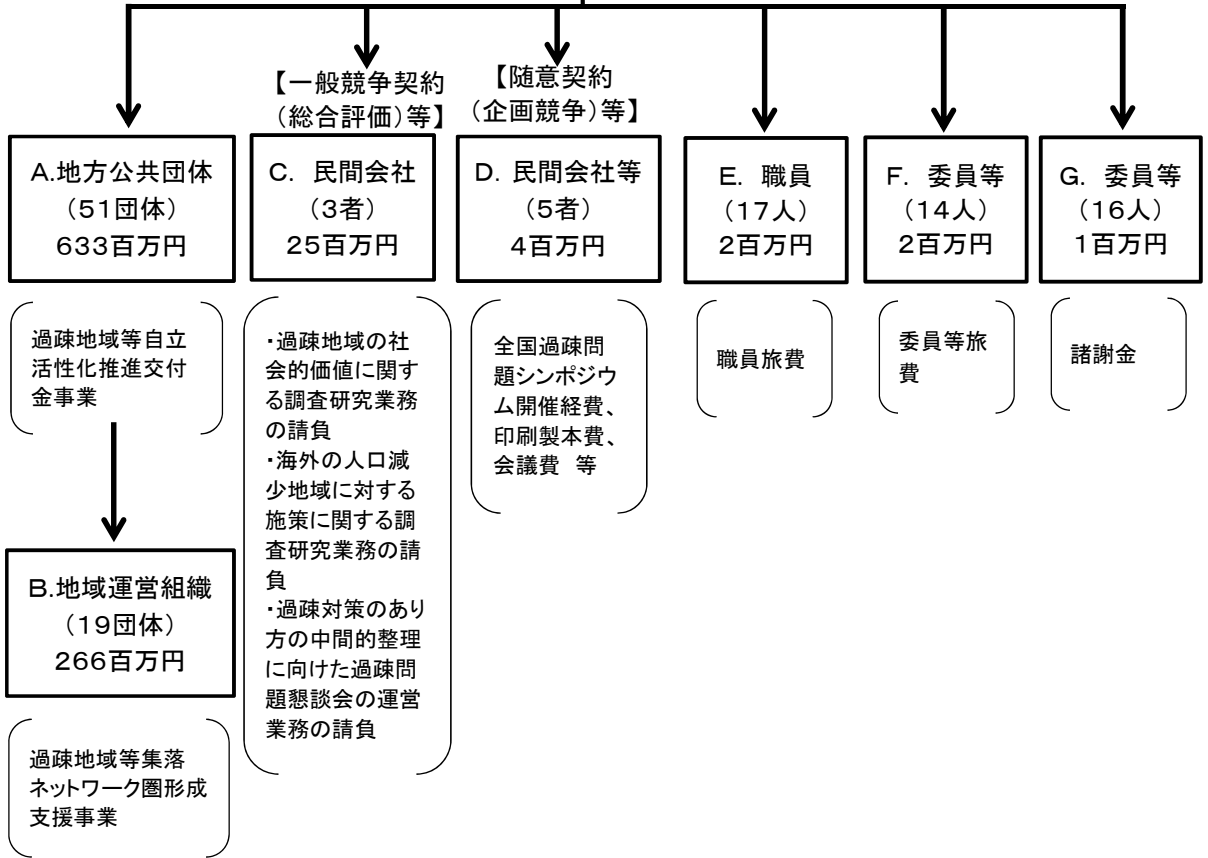 【一般競争契約
（総合評価）等】
【随意契約
（企画競争）等】
A.地方公共団体
（51団体）
633百万円
C. 民間会社
（3者）
25百万円
D. 民間会社等
（5者）
4百万円
E. 職員
（17人）
2百万円
F. 委員等
（14人）
2百万円
G. 委員等
（16人）
1百万円
過疎地域等自立
活性化推進交付
金事業
・過疎地域の社
会的価値に関す
る調査研究業務
の請負
・海外の人口減
少地域に対する
施策に関する調
査研究業務の請
負
・過疎対策のあり
方の中間的整理
に向けた過疎問
題懇談会の運営
業務の請負
全国過疎問
題シンポジウ
ム開催経費、
印刷製本費、
会議費 等
職員旅費
委員等旅
費
諸謝金
B.地域運営組織
（19団体）
266百万円
過疎地域等集落
ネットワーク圏形成
支援事業